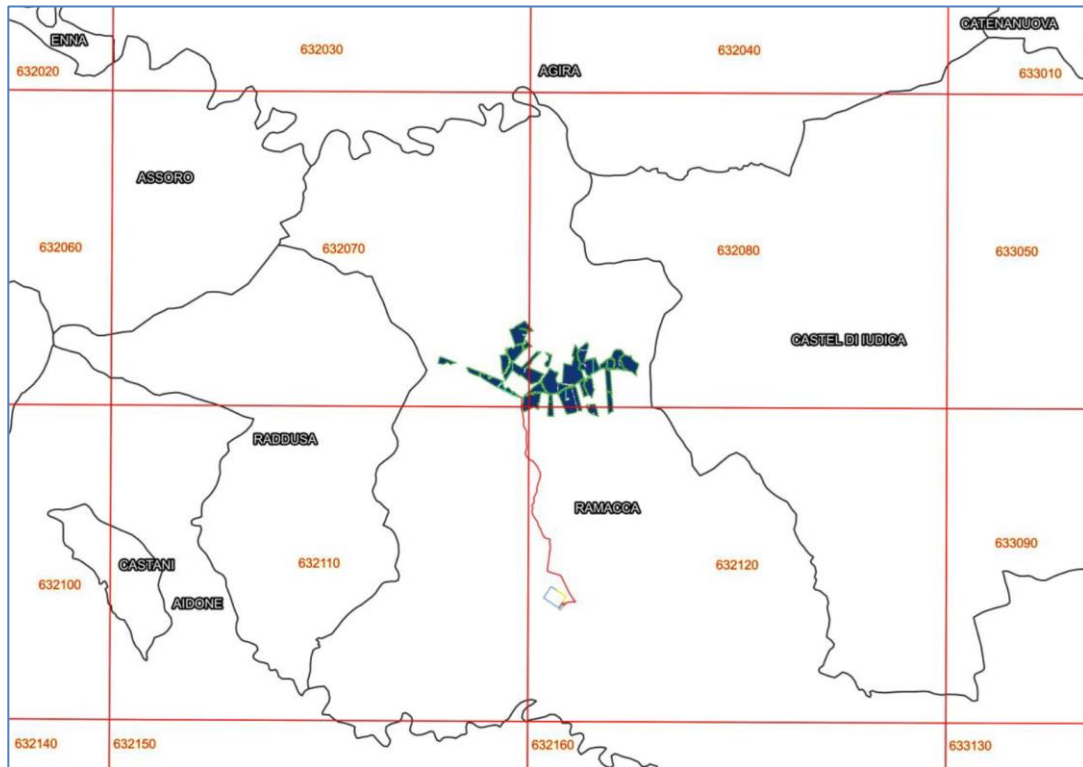 CATENANUOVA
ENNA
632030
632040
632020
AGIRA
633010
ASSORO
632060
632070
632080
633050
CASTEL DI IUDICA
RADDUSA
RAMACCA
633090
CASTANI
632110
632120
632100
AIDONE
632140
632150
632160
633130